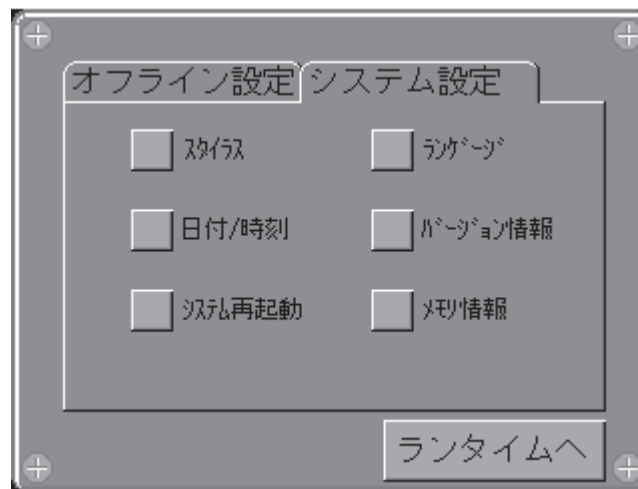 オフライン設定 システム設定
スタイラス ランゲージ
日付/時刻 バージョン情報
システム再起動 メモリ情報
ランタイムへ